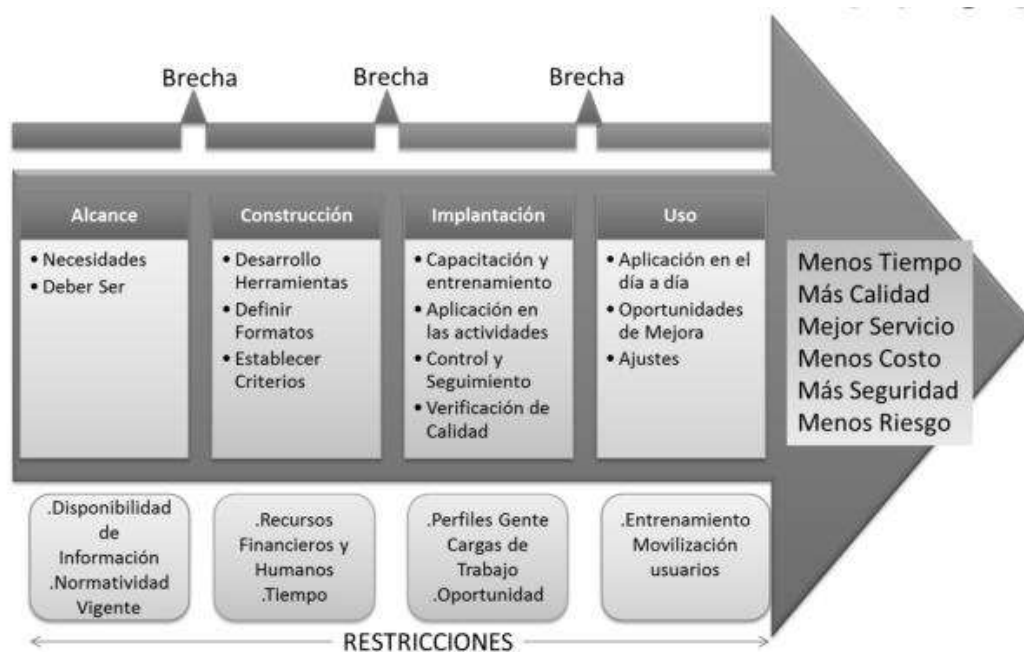 Brecha
Brecha
Brecha
Alcance
• Necesidades
• Deber Ser
Construcción
• Desarrollo
Herramientas
• Definir
Formatos
• Establecer
Criterios
Implantación
• Capacitación y
entrenamiento
• Aplicación en
las actividades
• Control y
Seguimiento
• Verificación de
Calidad
Uso
• Aplicación en el
día a día
• Oportunidades
de Mejora
• Ajustes
Menos Tiempo
Más Calidad
Mejor Servicio
Menos Costo
Más Seguridad
Menos Riesgo
.Disponibilidad
de
Información
.Normatividad
Vigente
.Recursos
Financieros y
Humanos
.Tiempo
.Perfiles Gente
Cargas de
Trabajo
.Oportunidad
.Entrenamiento
Movilización
usuarios
RESTRICCIONES